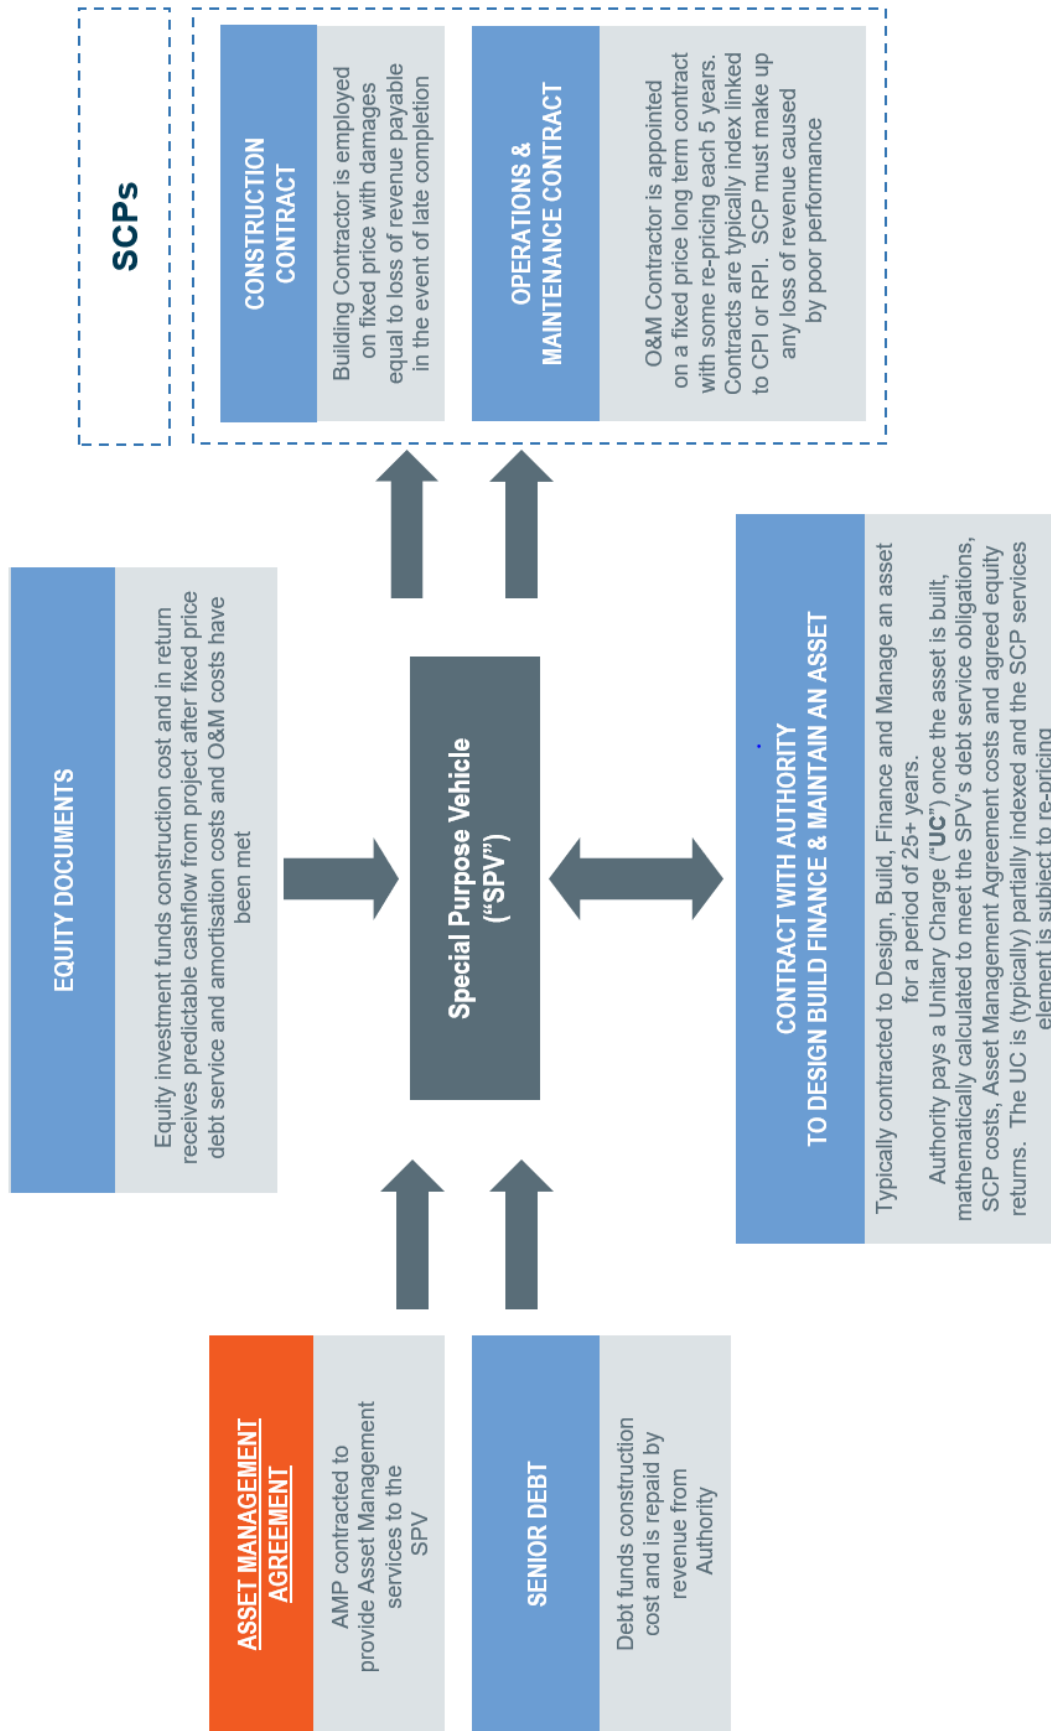 SCPs
EQUITY DOCUMENTS
Equity investment funds construction cost and in return
receives predictable cashflow from project after fixed price
debt service and amortisation costs and O&M costs have
been met
ASSET MANAGEMENT
AGREEMENT
AMP contracted to
provide Asset Management
services to the
SPV
SENIOR DEBT
Debt funds construction
cost and is repaid by
revenue from
Authority
Special Purpose Vehicle
(“SPV”)
CONSTRUCTION
CONTRACT
Building Contractor is employed
on fixed price with damages
equal to loss of revenue payable
in the event of late completion
OPERATIONS &
MAINTENANCE CONTRACT
O&M Contractor is appointed
on a fixed price long term contract
with some re-pricing each 5 years.
Contracts are typically index linked
to CPI or RPI. SCP must make up
any loss of revenue caused
by poor performance
CONTRACT WITH AUTHORITY
TO DESIGN BUILD FINANCE & MAINTAIN AN ASSET
Typically contracted to Design, Build, Finance and Manage an asset
for a period of 25+ years.
Authority pays a Unitary Charge (“UC”) once the asset is built,
mathematically calculated to meet the SPV's debt service obligations,
SCP costs, Asset Management Agreement costs and agreed equity
returns. The UC is (typically) partially indexed and the SCP services
element is subject to re-pricing